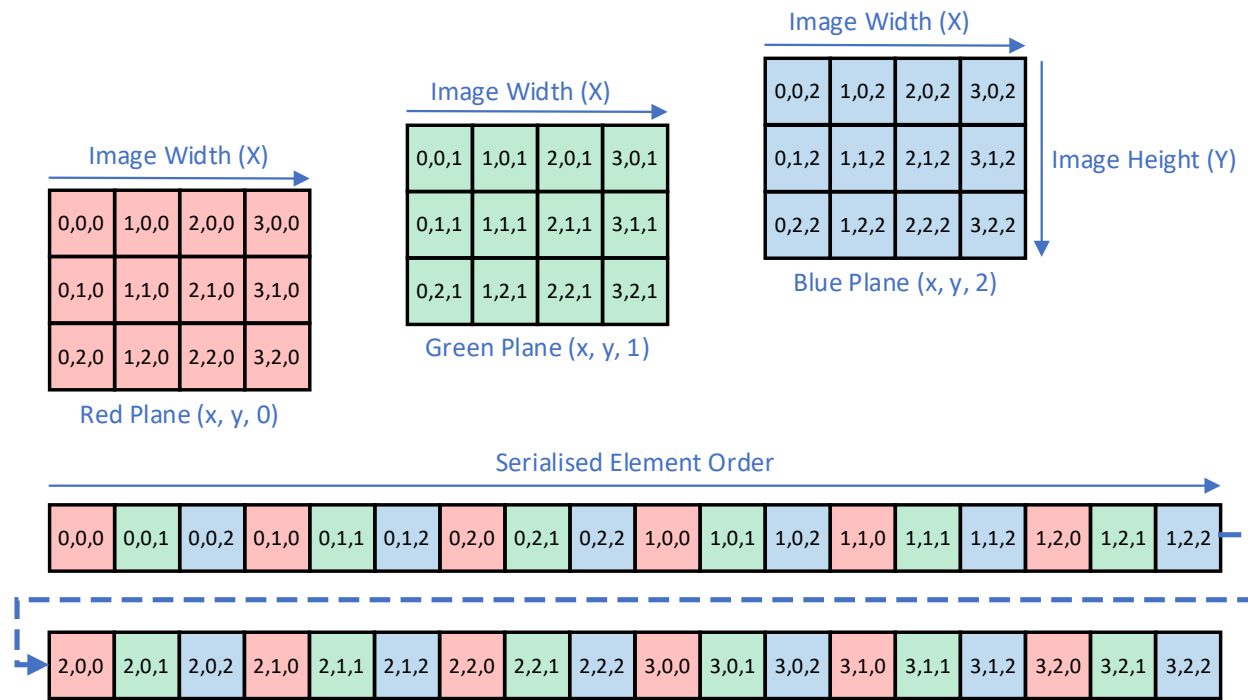 Image Width (X)
0,0,0 1,0,0 2,0,0 3,0,0
0,1,0 1,1,0 2,1,0 3,1,0
0,2,0 1,2,0 2,2,0 3,2,0
Red Plane (x, y, 0)
Image Width (X)
0,0,1 1,0,1 2,0,1 3,0,1
0,1,1 1,1,1 2,1,1 3,1,1
0,2,1 1,2,1 2,2,1 3,2,1
Green Plane (x, y, 1)
Image Width (X)
0,0,2 1,0,2 2,0,2 3,0,2
0,1,2 1,1,2 2,1,2 3,1,2
0,2,2 1,2,2 2,2,2 3,2,2
Image Height (Y)
Blue Plane (x, y, 2)
Serialised Element Order
0,0,0 0,0,1 0,0,2 0,1,0 0,1,1 0,1,2 0,2,0 0,2,1 0,2,2 1,0,0 1,0,1 1,0,2 1,1,0 1,1,1 1,1,2 1,2,0 1,2,1 1,2,2
2,0,0 2,0,1 2,0,2 2,1,0 2,1,1 2,1,2 2,2,0 2,2,1 2,2,2 3,0,0 3,0,1 3,0,2 3,1,0 3,1,1 3,1,2 3,2,0 3,2,1 3,2,2